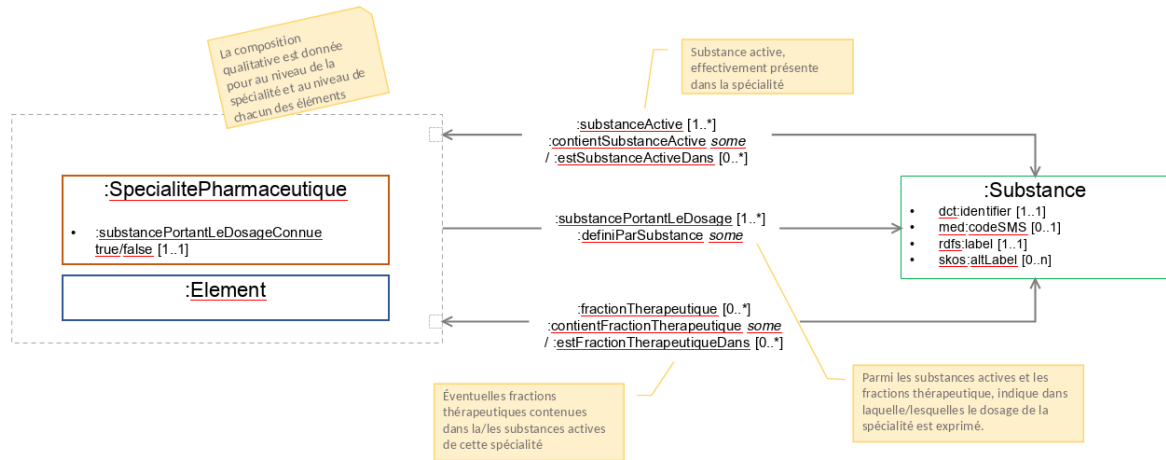 La composition
qualitative est donnée
pour au niveau de la
spécialité et au niveau de
chacun des éléments
Substance active,
effectivement présente
dans la spécialité
:substanceActive [1..*]
:contientSubstanceActive some
/ :estSubstanceActiveDans [0..*]
:SpecialitePharmaceutique
• :substancePortantLeDosageConnue
true/false [1..1]
:Element
:substancePortantLeDosage [1..*]
:definiParSubstance some
:Substance
• dct:identifier [1..1]
• med:codeSMS [0..1]
• rdfs:label [1..1]
• skos:altLabel [0..n]
:fractionTherapeutique [0..*]
:contientFractionTherapeutique some
/ :estFractionTherapeutiqueDans [0..*]
Éventuelles fractions
thérapeutiques contenues
dans la/les substances actives
de cette spécialité
Parmi les substances actives et les
fractions thérapeutique, indique dans
laquelle/lesquelles le dosage de la
spécialité est exprimé.